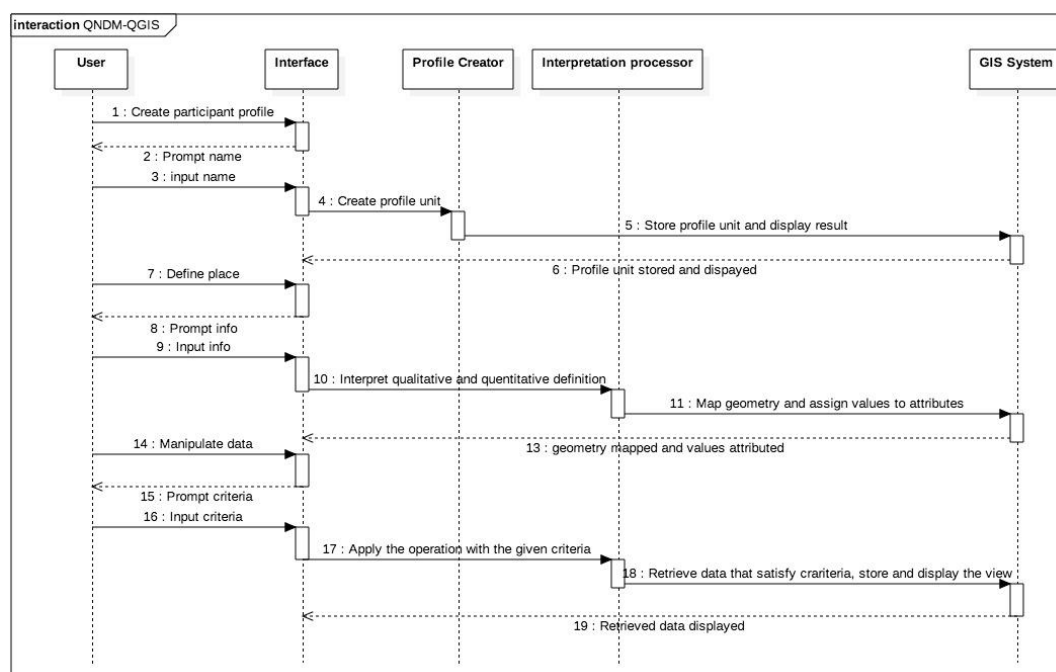 interaction QNDM-QGIS
User
Interface
Profile Creator
Interpretation processor
GIS System
1 : Create participant profile
2 : Prompt name
3 : input name
4 : Create profile unit
5 : Store profile unit and display result
6 : Profile unit stored and dispayed
7 : Define place
8 : Prompt info
9 : Input info
10 : Interpret qualitative and quentitative definition
11 : Map geometry and assign values to attributes
13 : geometry mapped and values attributed
14 : Manipulate data
15 : Prompt criteria
16 : Input criteria
17 : Apply the operation with the given criteria
18 : Retrieve data that satisfy crariteria, store and display the view
19 : Retrieved data displayed